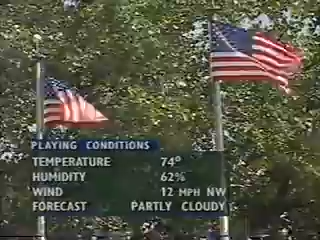 PLAYING CONDITIONS
TEMPERATURE 74°
HUMIDITY 62%
WIND 12 MPH NW
FORECAST PARTLY CLOUDY